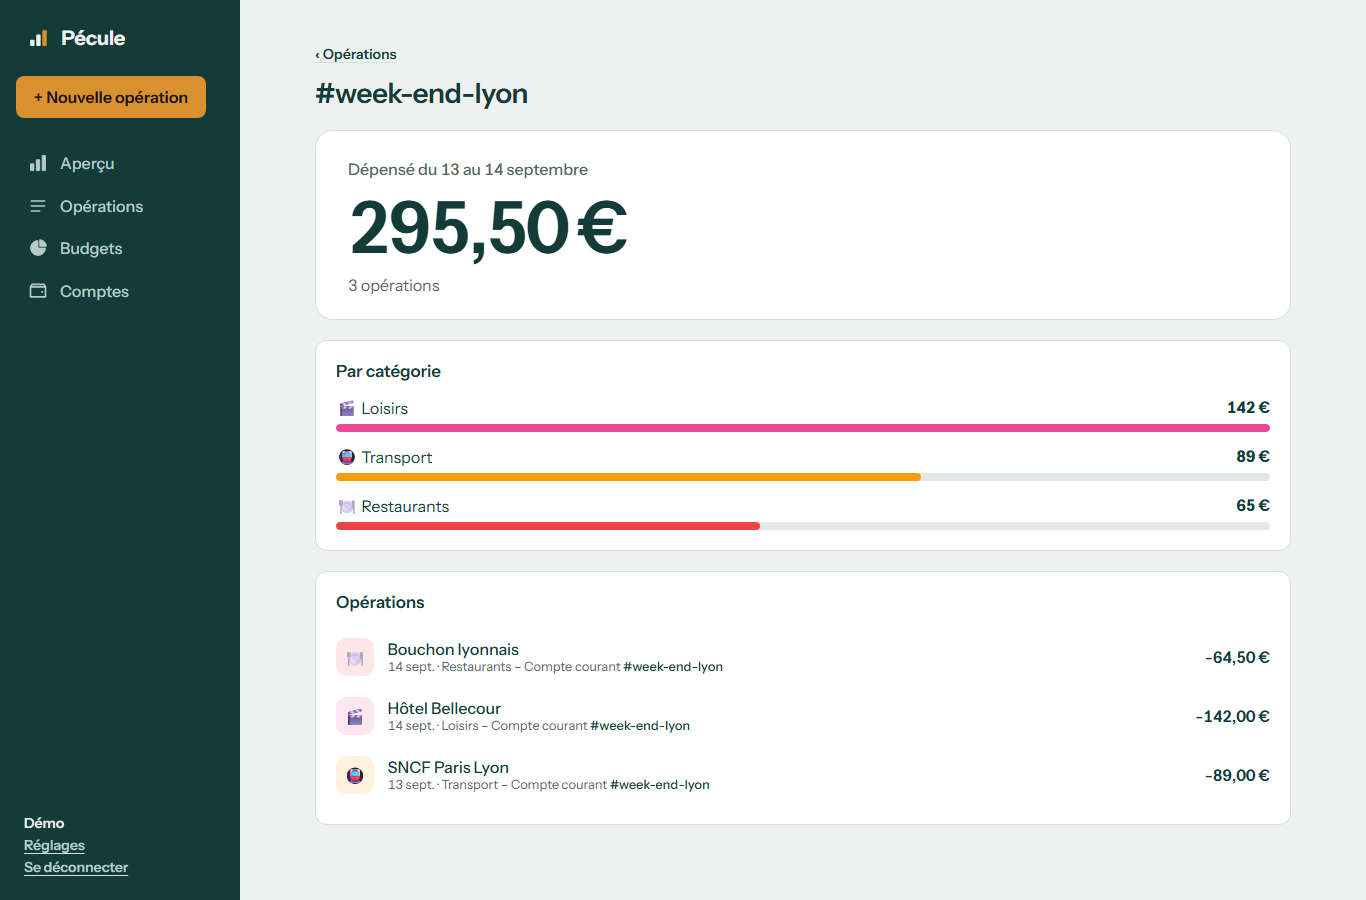 Pécule
+ Nouvelle opération
Aperçu
Opérations
Budgets
Comptes
Démo
Réglages
Se déconnecter
‹ Opérations
#week-end-lyon
Dépensé du 13 au 14 septembre
295,50 €
3 opérations
Par catégorie
Loisirs 142 €
Transport 89 €
Restaurants 65 €
Opérations
Bouchon lyonnais
14 sept. · Restaurants – Compte courant #week-end-lyon
-64,50 €
Hôtel Bellecour
14 sept. · Loisirs – Compte courant #week-end-lyon
-142,00 €
SNCF Paris Lyon
13 sept. · Transport – Compte courant #week-end-lyon
-89,00 €